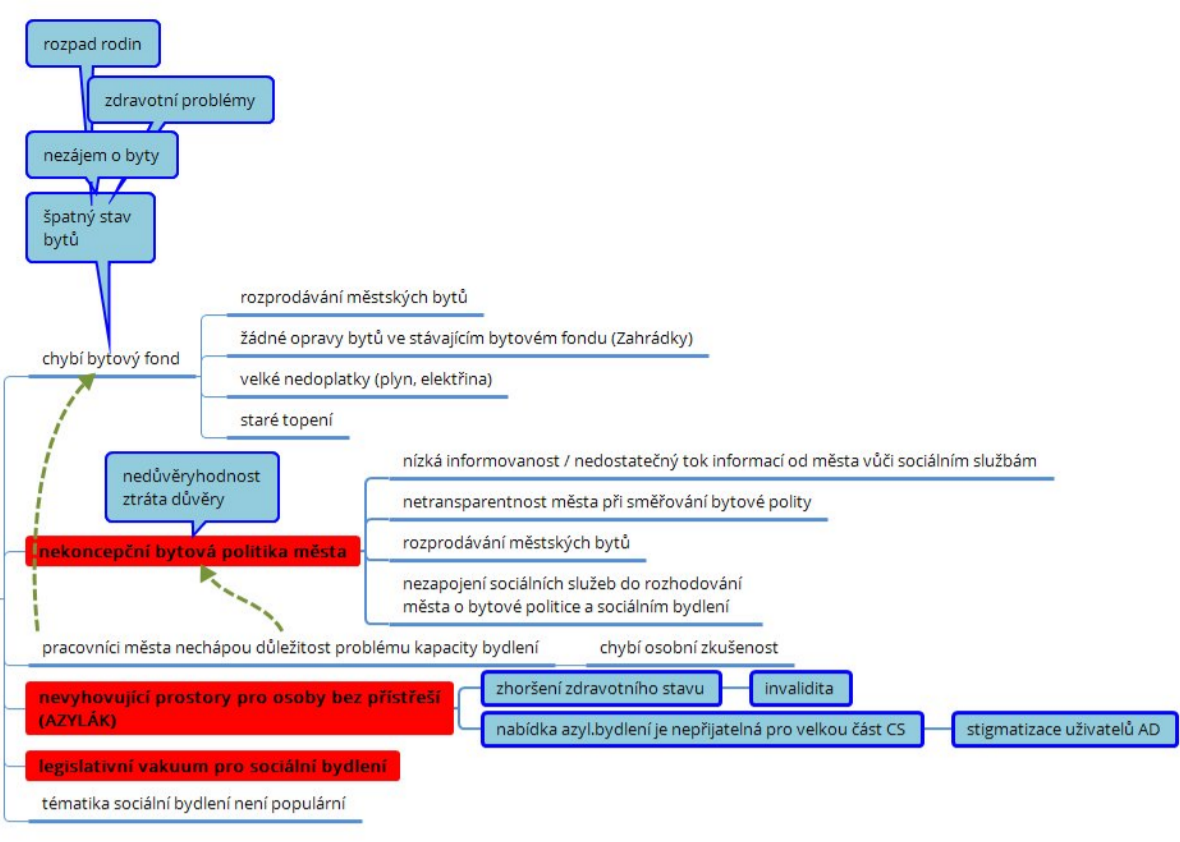 rozpad rodin
zdravotní problémy
nezájem o byty
špatný stav
bytů
rozprodávání městských bytů
žádné opravy bytů ve stávajícím bytovém fondu (Zahrádky)
chybí bytový fond
velké nedoplatky (plyn, elektřina)
staré topení
nedůvěryhodnost
ztráta důvěry
nízká informovanost / nedostatečný tok informací od města vůči sociálním službám
netransparentnost města při směřování bytové polity
nekoncepční bytová politika města
rozprodávání městských bytů
nezapojení sociálních služeb do rozhodování
města o bytové politice a sociálním bydlení
pracovníci města nechápou důležitost problému kapacity bydlení
chybí osobní zkušenost
nevyhovující prostory pro osoby bez přístřeší
(AZYLÁK)
zhoršení zdravotního stavu
invalidita
nabídka azyl.bydlení je nepřijatelná pro velkou část CS
stigmatizace uživatelů AD
legislativní vakuum pro sociální bydlení
tématika sociální bydlení není populární